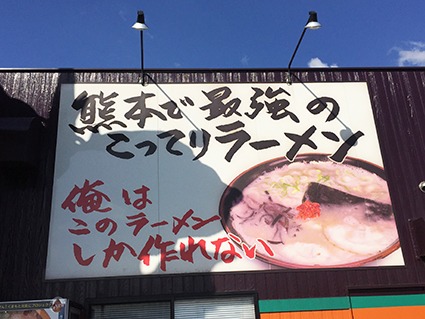 熊本で最強の
こってりラーメン
俺は
このラーメン
しか作れない